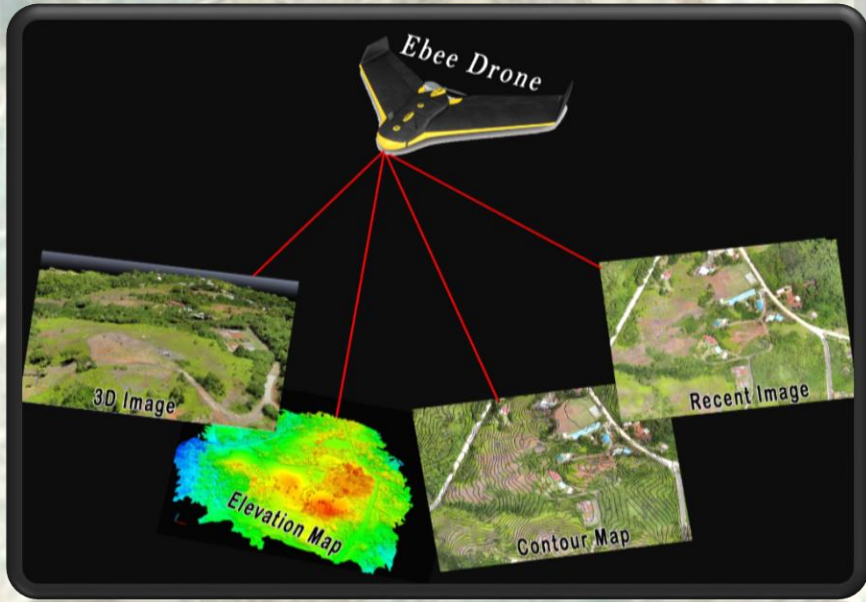 Ebee Drone
3D Image
Elevation Map
Contour Map
Recent Image